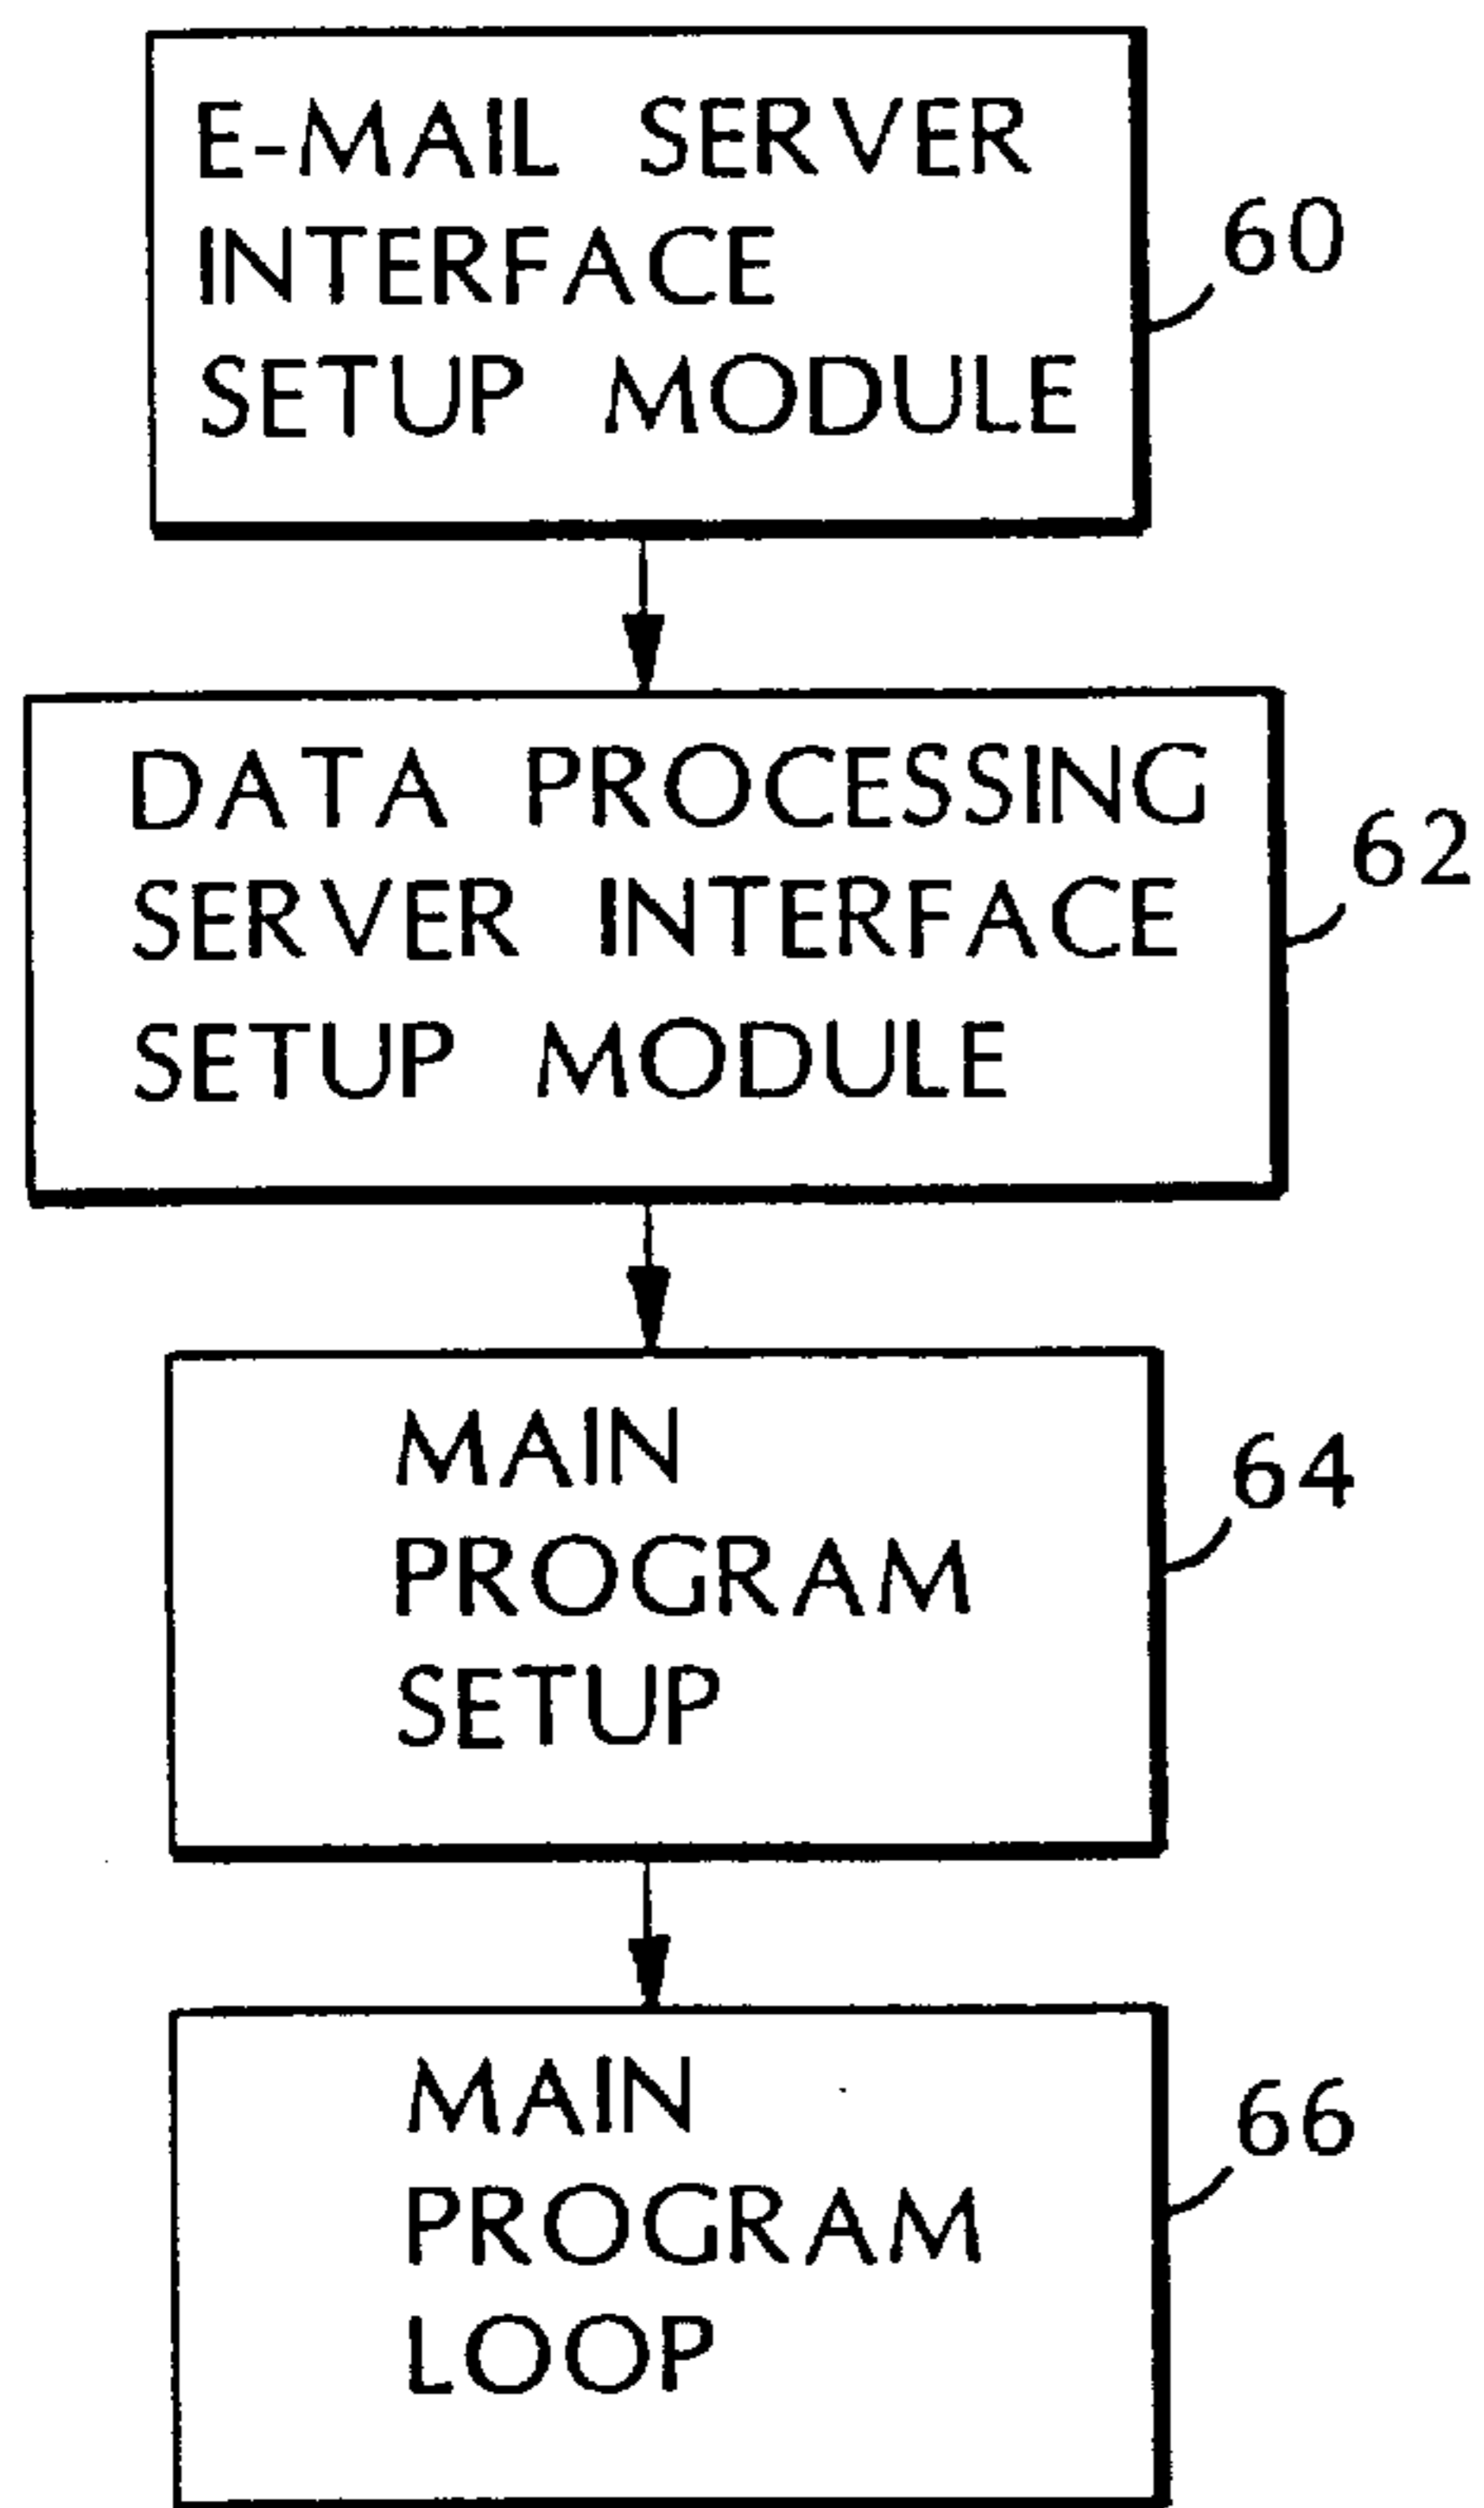 E-MAIL SERVER
INTERFACE
SETUP MODULE
60
DATA PROCESSING
SERVER INTERFACE
SETUP MODULE
62
MAIN
PROGRAM
SETUP
64
MAIN
PROGRAM
LOOP
66